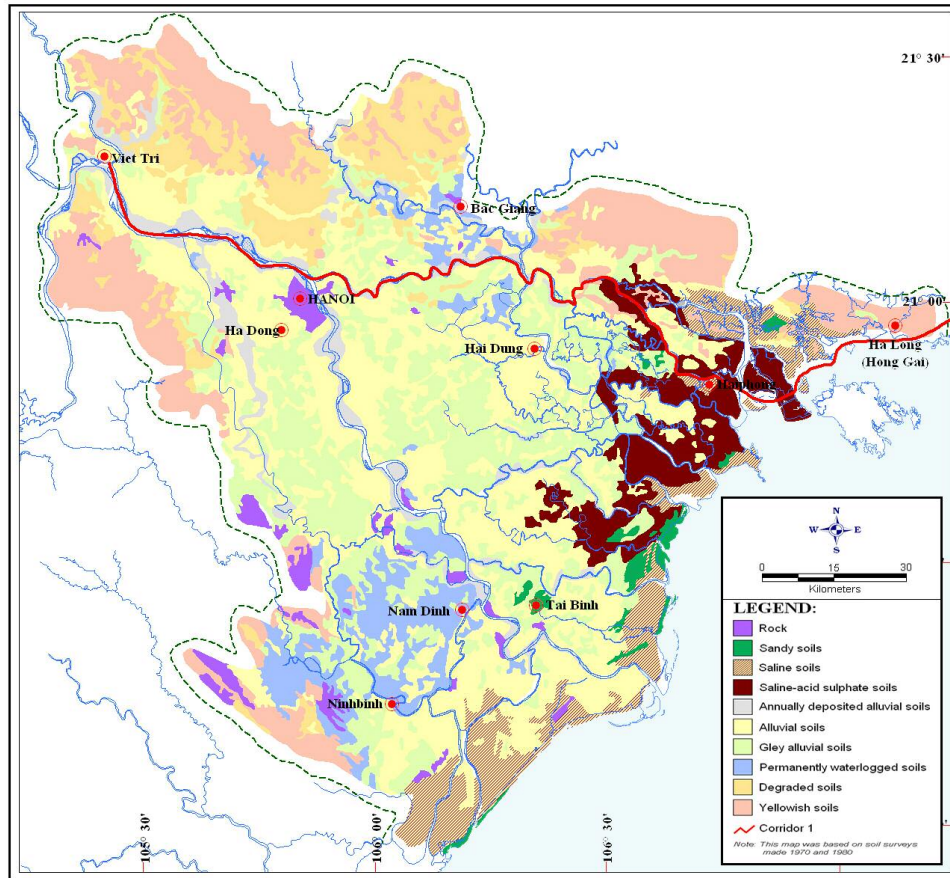 21° 30'
Viet Tri
Bac Giang
21° 00'
HANOI
Ha Dong
Hai Dung
Ha Long
(Hong Gai)
Haiphong
N
W E
S
0 15 30
Kilometers
Nam Dinh
Tai Binh
Ninhbinh
LEGEND:
Rock
Sandy soils
Saline soils
Saline-acid sulphate soils
Annually deposited alluvial soils
Alluvial soils
Gley alluvial soils
Permanently waterlogged soils
Degraded soils
Yellowish soils
Corridor 1
Note: This map was based on soil surveys
made 1970 and 1980
105° 30'
106° 00'
106° 30'